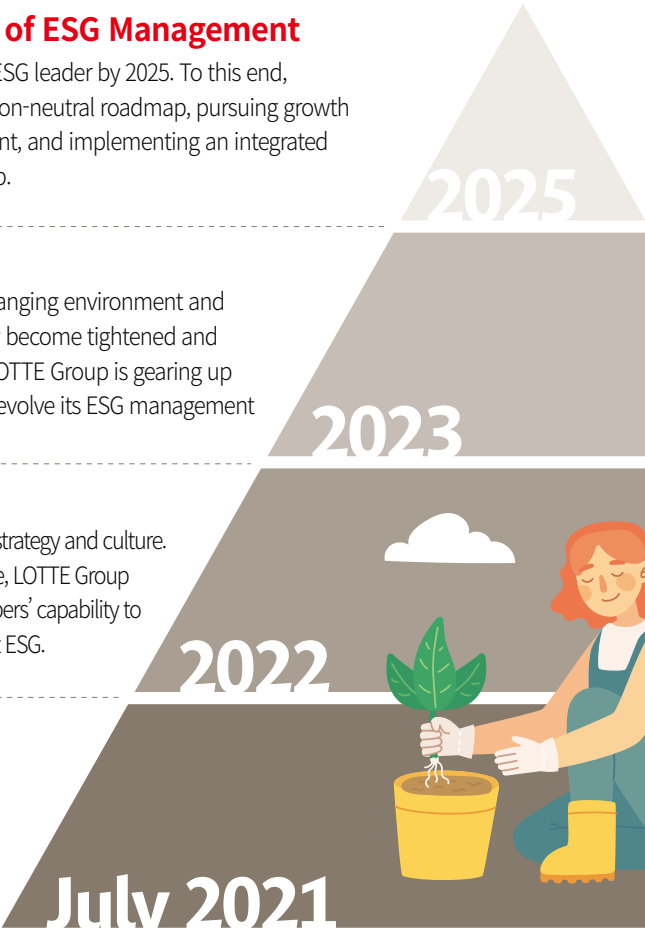 of ESG Management
ESG leader by 2025. To this end,
on-neutral roadmap, pursuing growth
nt, and implementing an integrated
p.
2025
anging environment and
become tightened and
OTTE Group is gearing up
evolve its ESG management
2023
strategy and culture.
e, LOTTE Group
bers' capability to
ESG.
2022
July 2021